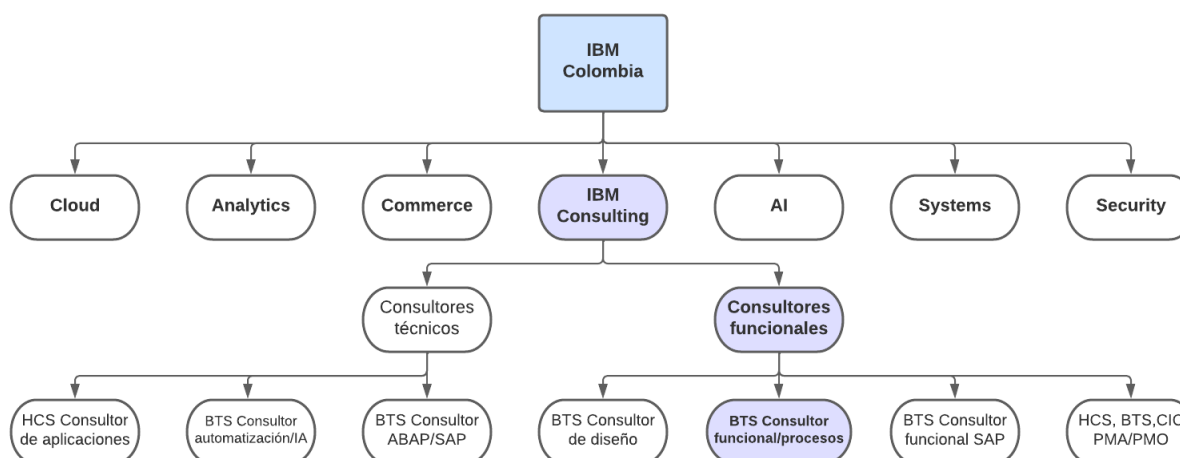 IBM
Colombia
Cloud
Analytics
Commerce
IBM
Consulting
AI
Systems
Security
Consultores
técnicos
Consultores
funcionales
HCS Consultor
de aplicaciones
BTS Consultor
automatización/IA
BTS Consultor
ABAP/SAP
BTS Consultor
de diseño
BTS Consultor
funcional/procesos
BTS Consultor
funcional SAP
HCS, BTS,CIC
PMA/PMO